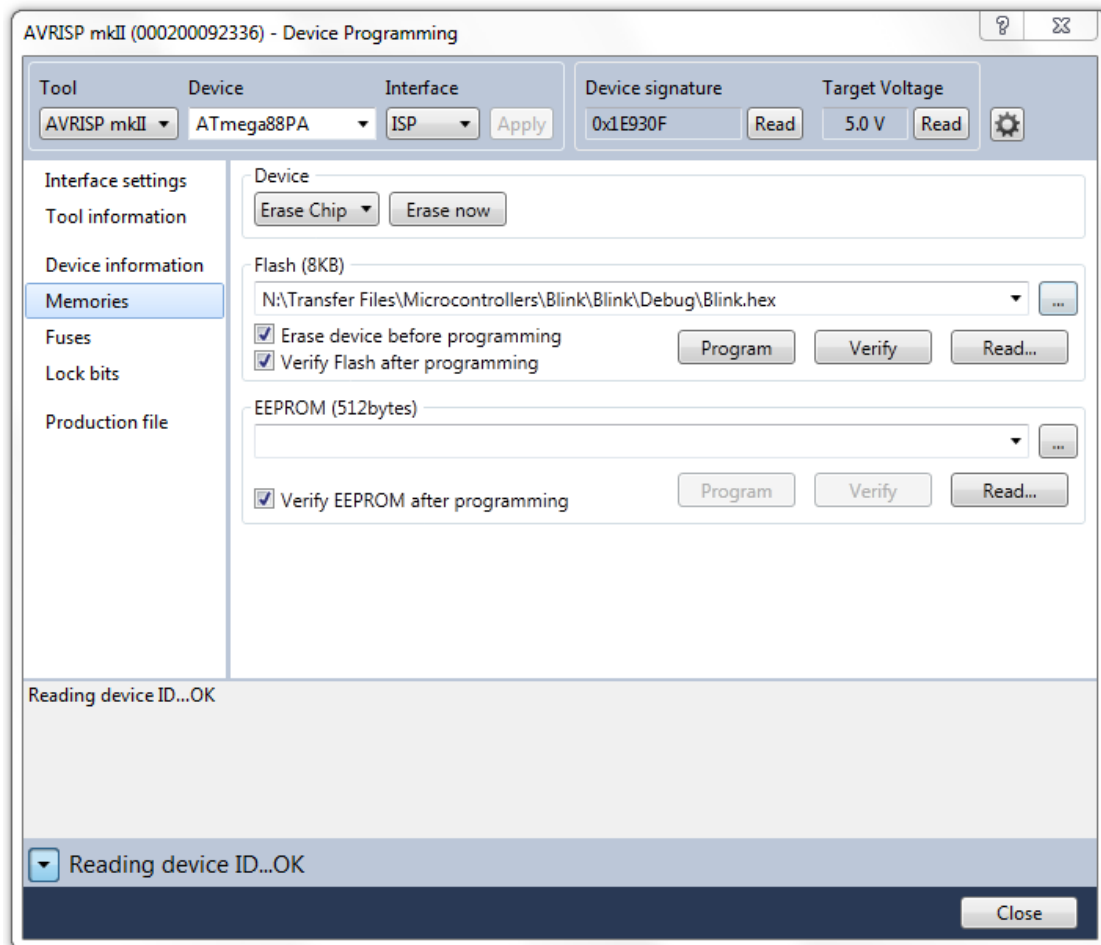 AVRISP mkII (000200092336) - Device Programming
Tool Device Interface Device signature Target Voltage
AVRISP mkII ATmega88PA ISP Apply 0x1E930F Read 5.0 V Read
Interface settings
Tool information
Device information
Memories
Fuses
Lock bits
Production file
Device
Erase Chip Erase now
Flash (8KB)
N:\Transfer Files\Microcontrollers\Blink\Blink\Debug\Blink.hex ...
Erase device before programming
Verify Flash after programming
Program Verify Read...
EEPROM (512bytes)
...
Verify EEPROM after programming
Program Verify Read...
Reading device ID...OK
Reading device ID...OK
Close